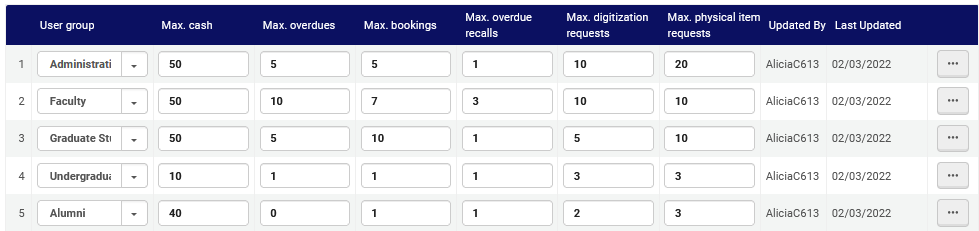 User group Max. cash Max. overdues Max. bookings Max. overdue recalls Max. digitization requests Max. physical item requests Updated By Last Updated
1 Administrati 50 5 5 1 10 20 AliciaC613 02/03/2022
2 Faculty 50 10 7 3 10 10 AliciaC613 02/03/2022
3 Graduate Stu 50 5 10 1 5 10 AliciaC613 02/03/2022
4 Undergradua 10 1 1 1 3 3 AliciaC613 02/03/2022
5 Alumni 40 0 1 1 2 3 AliciaC613 02/03/2022